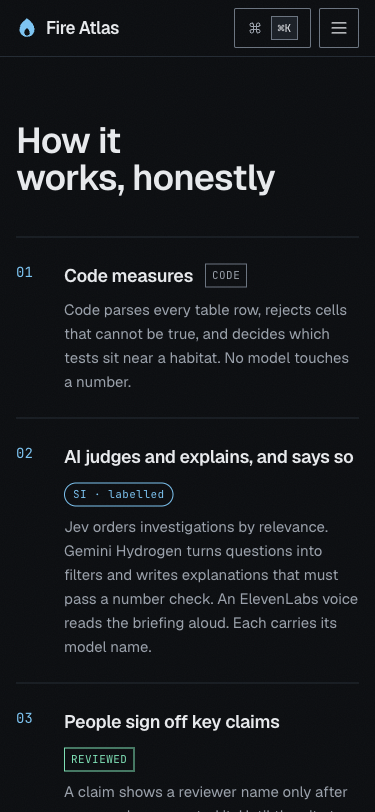 Fire Atlas
⌘ ⌘K
How it
works, honestly
01
Code measures CODE
Code parses every table row, rejects cells
that cannot be true, and decides which
tests sit near a habitat. No model touches
a number.
02
AI judges and explains, and says so
SI · labelled
Jev orders investigations by relevance.
Gemini Hydrogen turns questions into
filters and writes explanations that must
pass a number check. An ElevenLabs voice
reads the briefing aloud. Each carries its
model name.
03
People sign off key claims
REVIEWED
A claim shows a reviewer name only after